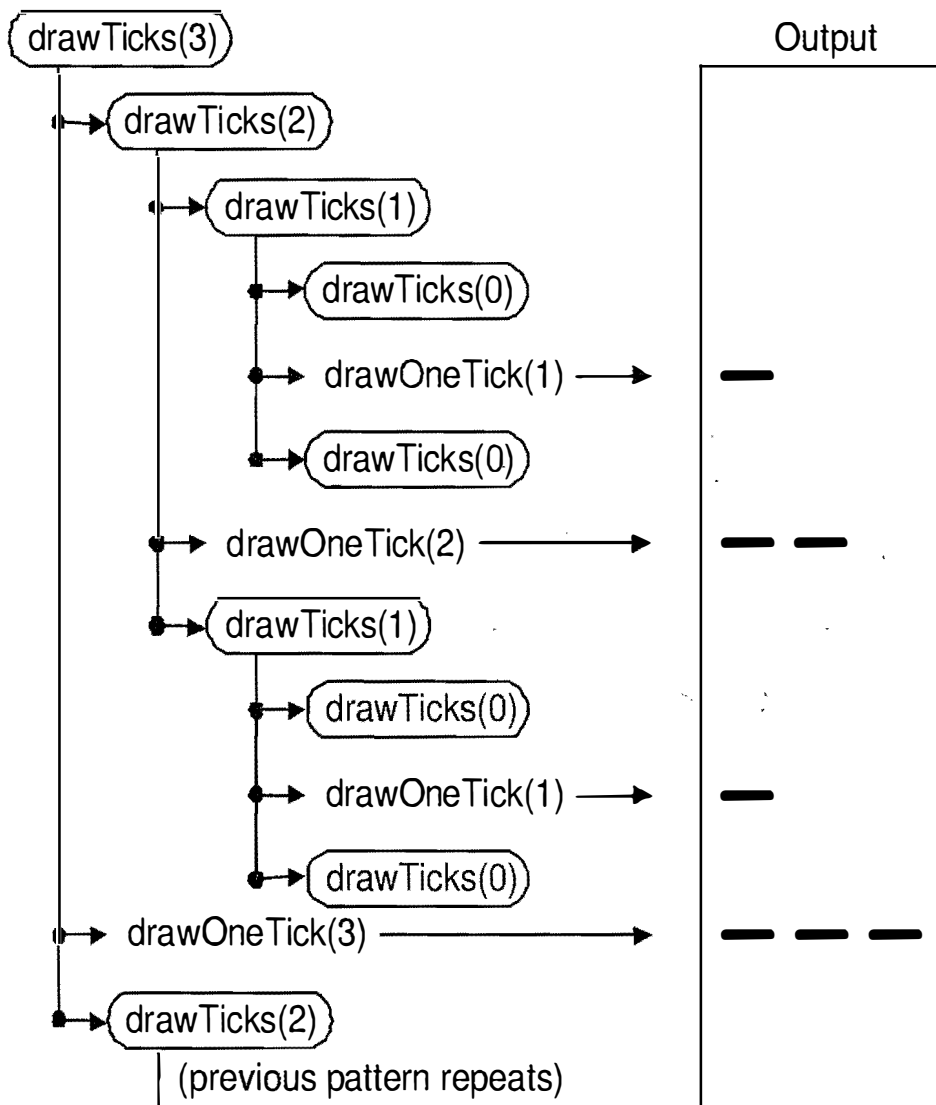 drawTicks(3)
Output
drawTicks(2)
drawTicks(1)
drawTicks(0)
drawOneTick(1)
drawTicks(0)
drawOneTick(2)
drawTicks(1)
drawTicks(0)
drawOneTick(1)
drawTicks(0)
drawOneTick(3)
drawTicks(2)
(previous pattern repeats)